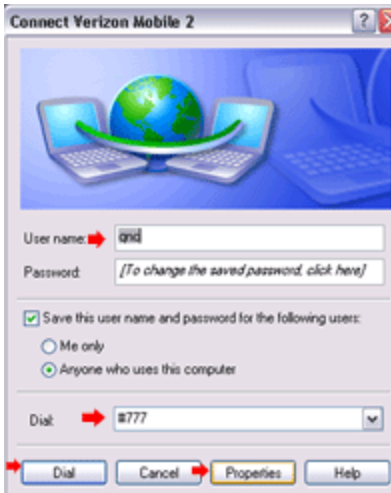 Connect Verizon Mobile 2
User name: qnc
Password: [To change the saved password, click here]
Save this user name and password for the following users:
Me only
Anyone who uses this computer
Dial: #777
Dial Cancel Properties Help